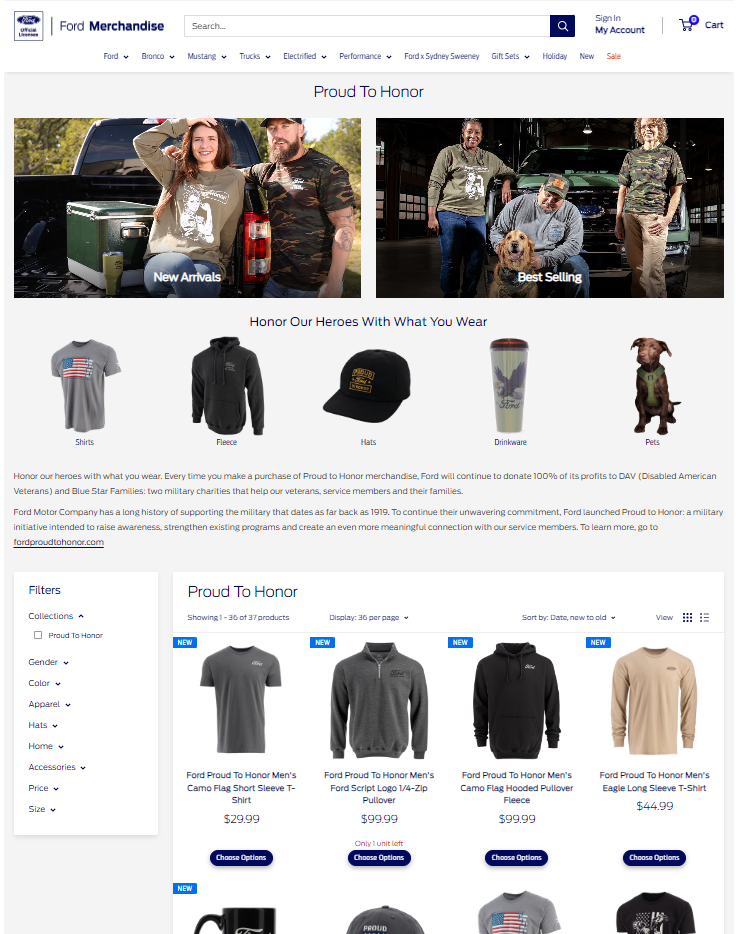 Ford
Official
Licensee
Ford Merchandise
Search...
Sign In
My Account
0
Cart
Ford
Bronco
Mustang
Trucks
Electrified
Performance
Ford x Sydney Sweeney
Gift Sets
Holiday
New
Sale
Proud To Honor
New Arrivals
Best Selling
Honor Our Heroes With What You Wear
PROUD
Ford
TO HONOR
Ford
Shirts
Fleece
Hats
Drinkware
Pets
Honor our heroes with what you wear. Every time you make a purchase of Proud to Honor merchandise, Ford will continue to donate 100% of its profits to DAV (Disabled American
Veterans) and Blue Star Families: two military charities that help our veterans, service members and their families.
Ford Motor Company has a long history of supporting the military that dates as far back as 1919. To continue their unwavering commitment, Ford launched Proud to Honor: a military
initiative intended to raise awareness, strengthen existing programs and create an even more meaningful connection with our service members. To learn more, go to
fordproudtohonor.com
Filters
Collections
Proud To Honor
Gender
Color
Apparel
Hats
Home
Accessories
Price
Size
Proud To Honor
Showing 1 - 36 of 37 products
Display: 36 per page
Sort by: Date, new to old
View
NEW
NEW
NEW
NEW
Ford
Ford
Ford Proud To Honor Men's
Camo Flag Short Sleeve T-
Shirt
$29.99
Choose Options
Ford Proud To Honor Men's
Ford Script Logo 1/4-Zip
Pullover
$99.99
Only 1 unit left
Choose Options
Ford Proud To Honor Men's
Camo Flag Hooded Pullover
Fleece
$99.99
Choose Options
Ford Proud To Honor Men's
Eagle Long Sleeve T-Shirt
$44.99
Choose Options
NEW
Ford
PROUD